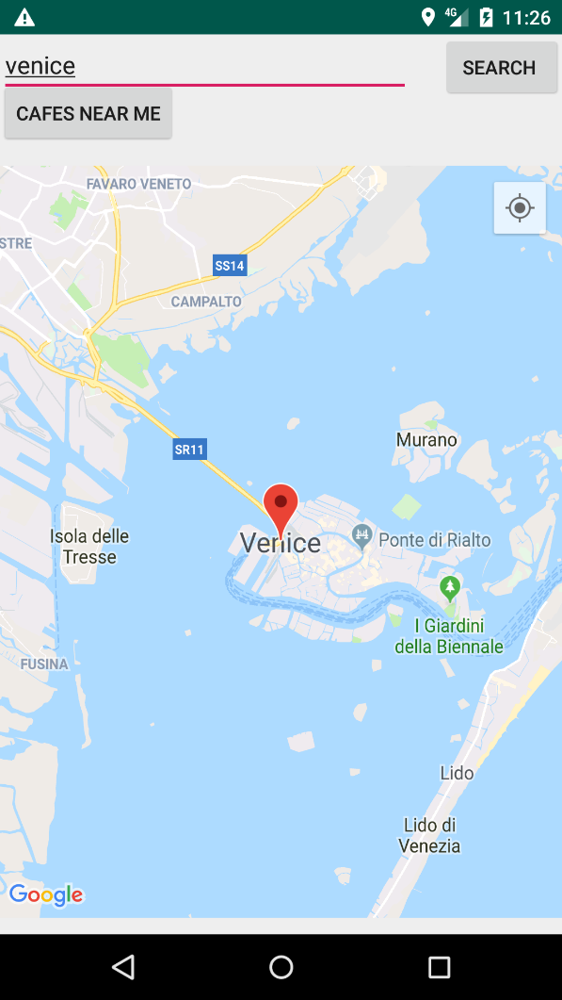 4G 11:26
venice
SEARCH
CAFES NEAR ME
FAVARO VENETO
STRE
SS14
CAMPALTO
Murano
SR11
Isola delle
Tresse
Venice
Ponte di Rialto
I Giardini
della Biennale
FUSINA
Lido
Lido di
Venezia
Google